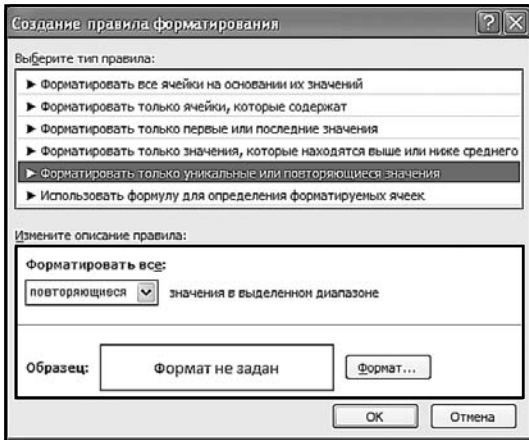 Создание правила форматирования
Выберите тип правила:
► Форматировать все ячейки на основании их значений
► Форматировать только ячейки, которые содержат
► Форматировать только первые или последние значения
► Форматировать только значения, которые находятся выше или ниже среднего
► Форматировать только уникальные или повторяющиеся значения
► Использовать формулу для определения форматируемых ячеек
Измените описание правила:
Форматировать все:
повторяющиеся значения в выделенном диапазоне
Образец: Формат не задан Формат...
ОК Отмена